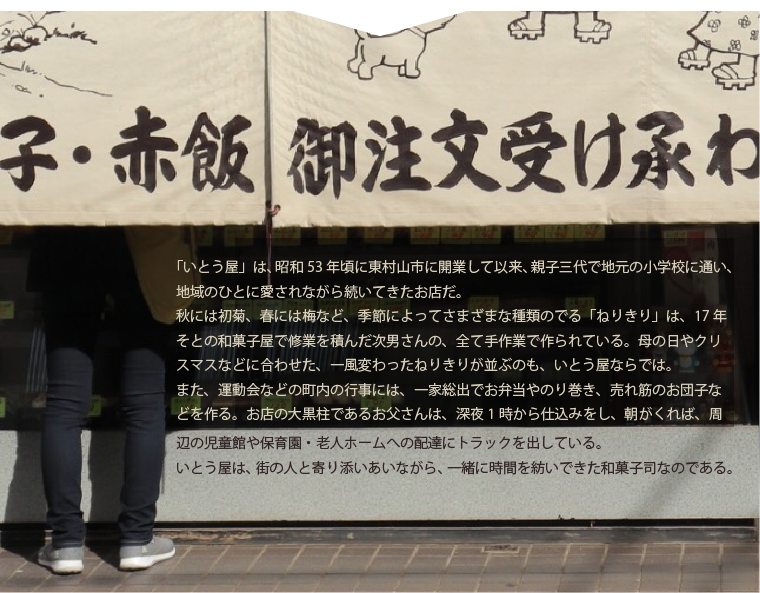 子・赤飯 御注文受け承わ
「いとう屋」は、昭和 53 年頃に東村山市に開業して以来、親子三代で地元の小学校に通い、
地域のひとに愛されながら続いてきたお店だ。
秋には初菊、春には梅など、季節によってさまざまな種類のでる「ねりきり」は、17 年
そとの和菓子屋で修業を積んだ次男さんの、全て手作業で作られている。母の日やクリ
スマスなどに合わせた、一風変わったねりきりが並ぶのも、いとう屋ならでは。
また、運動会などの町内の行事には、一家総出でお弁当やのり巻き、売れ筋のお団子な
どを作る。お店の大黒柱であるお父さんは、深夜 1 時から仕込みをし、朝がくれば、周
辺の児童館や保育園・老人ホームへの配達にトラックを出している。
いとう屋は、街の人と寄り添いあいながら、一緒に時間を紡いできた和菓子司なのである。